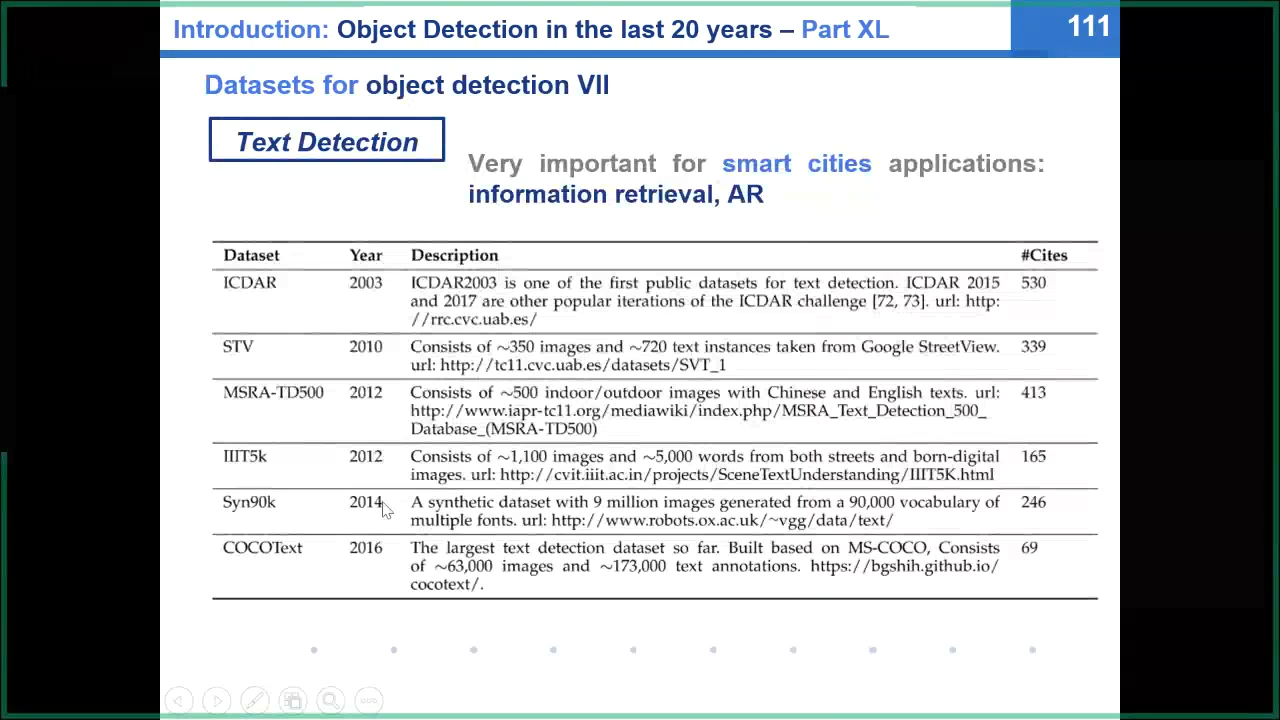 Introduction: Object Detection in the last 20 years – Part XL
111
Datasets for object detection VII
Text Detection
Very important for smart cities applications:
information retrieval, AR
Dataset Year Description #Cites
ICDAR 2003 ICDAR2003 is one of the first public datasets for text detection. ICDAR 2015 530
and 2017 are other popular iterations of the ICDAR challenge [72, 73]. url: http:
//rrc.cvc.uab.es/
STV 2010 Consists of ~350 images and ~720 text instances taken from Google StreetView. 339
url: http://tc11.cvc.uab.es/datasets/SVT_1
MSRA-TD500 2012 Consists of ~500 indoor/outdoor images with Chinese and English texts. url: 413
http://www.iapr-tc11.org/mediawiki/index.php/MSRA_Text_Detection_500_
Database_(MSRA-TD500)
IIIT5k 2012 Consists of ~1,100 images and ~5,000 words from both streets and born-digital 165
images. url: http://cvit.iiit.ac.in/projects/SceneTextUnderstanding/IIIT5K.html
Syn90k 2014 A synthetic dataset with 9 million images generated from a 90,000 vocabulary of 246
multiple fonts. url: http://www.robots.ox.ac.uk/~vgg/data/text/
COCOText 2016 The largest text detection dataset so far. Built based on MS-COCO, Consists 69
of ~63,000 images and ~173,000 text annotations. https://bgshih.github.io/
cocotext/.